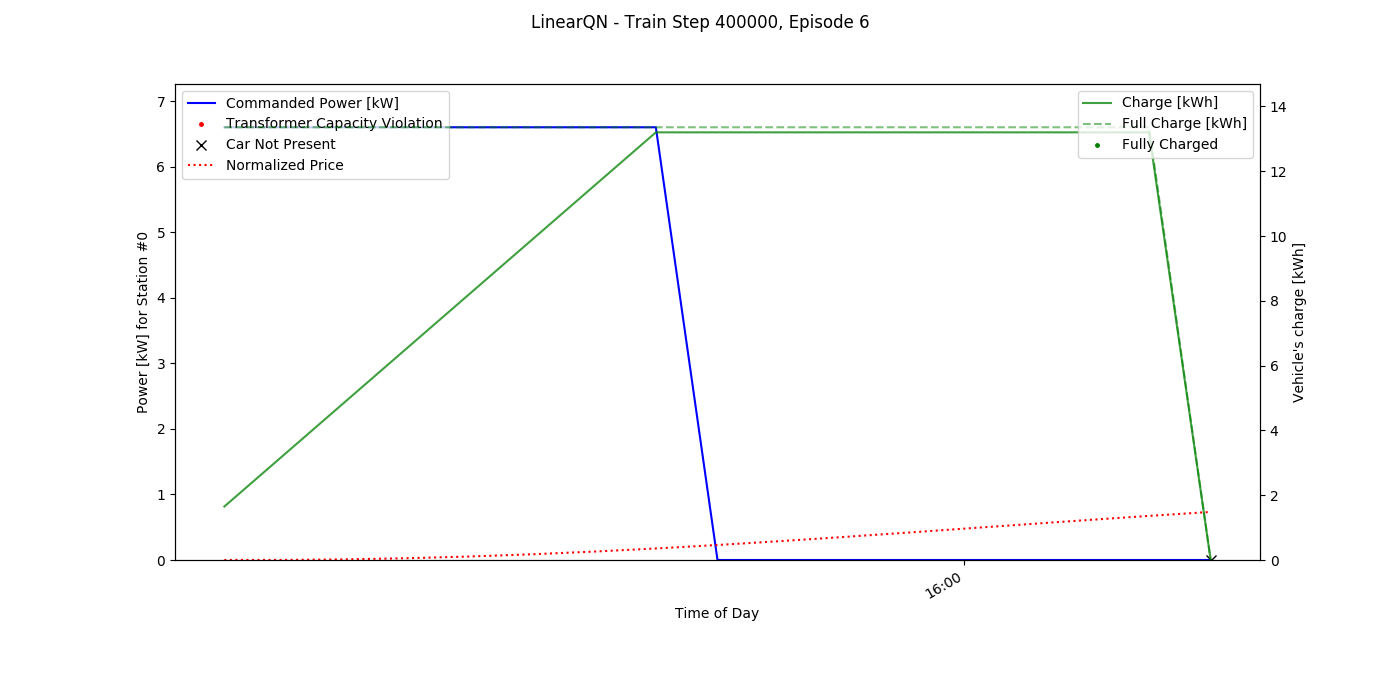 LinearQN - Train Step 400000, Episode 6
Commanded Power [kW]
Transformer Capacity Violation
Car Not Present
Normalized Price
Charge [kWh]
Full Charge [kWh]
Fully Charged
Power [kW] for Station #0
7
6
5
4
3
2
1
0
14
12
10
8
6
4
2
0
Vehicle's charge [kWh]
16:00
Time of Day